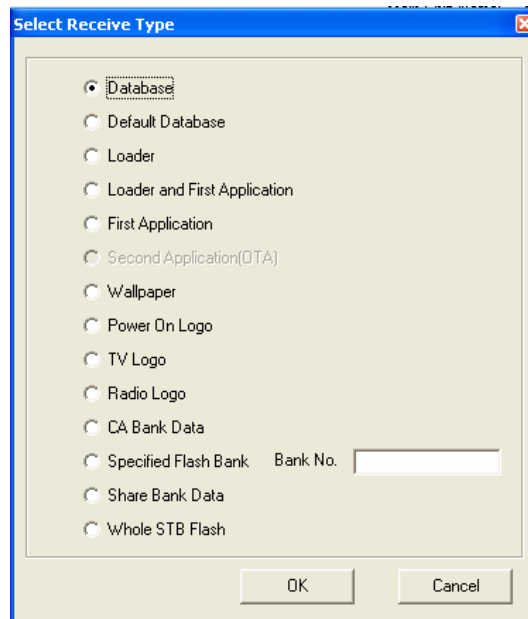 Select Receive Type
Database
Default Database
Loader
Loader and First Application
First Application
Second Application(OTA)
Wallpaper
Power On Logo
TV Logo
Radio Logo
CA Bank Data
Specified Flash Bank Bank No.
Share Bank Data
Whole STB Flash
OK Cancel